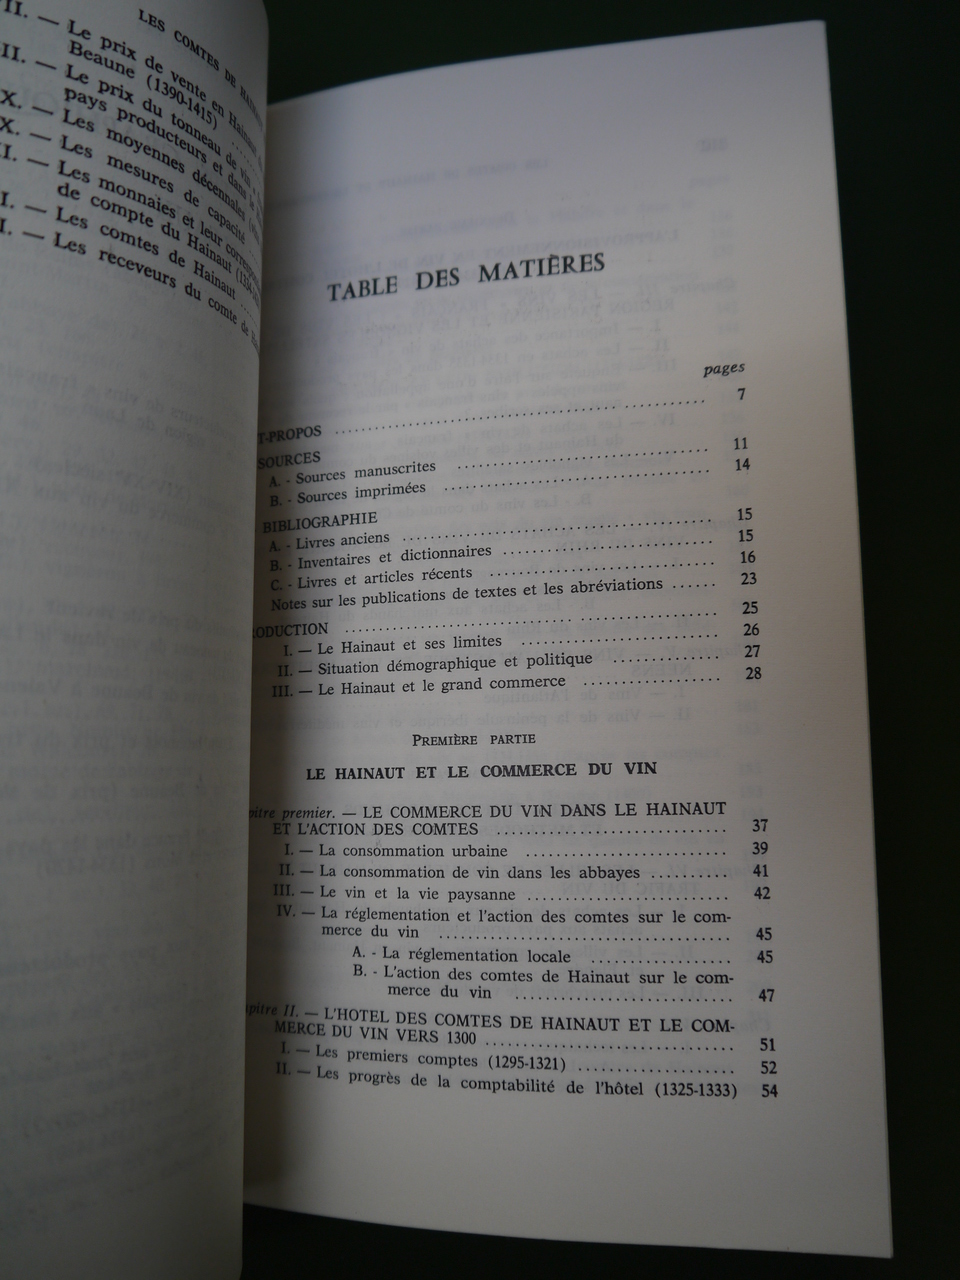 LES COMTES DE
II. — Le prix de vente en Hainaut
Beaune (1390-1415)
II. — Le prix du tonneau de vin
pays producteurs et dans le
X. — Les moyennes décennales
X. — Les mesures de capacité
I. — Les monnaies et leur
de compte du Hainaut
I. — Les comtes de Hainaut
I. — Les receveurs du comte de
TABLE DES MATIÈRES
pages
T-PROPOS .......... 7
SOURCES
A. - Sources manuscrites .......... 11
B. - Sources imprimées .......... 14
BIBLIOGRAPHIE
A. - Livres anciens .......... 15
B. - Inventaires et dictionnaires .......... 15
C. - Livres et articles récents .......... 16
Notes sur les publications de textes et les abréviations ...... 23
RODUCTION .......... 25
I. — Le Hainaut et ses limites .......... 26
II. — Situation démographique et politique .......... 27
III. — Le Hainaut et le grand commerce .......... 28
PREMIÈRE PARTIE
LE HAINAUT ET LE COMMERCE DU VIN
pitre premier. — LE COMMERCE DU VIN DANS LE HAINAUT
ET L'ACTION DES COMTES .......... 37
I. — La consommation urbaine .......... 39
II. — La consommation de vin dans les abbayes .......... 41
III. — Le vin et la vie paysanne .......... 42
IV. — La réglementation et l'action des comtes sur le com-
merce du vin .......... 45
A. - La réglementation locale .......... 45
B. - L'action des comtes de Hainaut sur le com-
merce du vin .......... 47
pitre II. — L'HOTEL DES COMTES DE HAINAUT ET LE COM-
MERCE DU VIN VERS 1300 .......... 51
I. — Les premiers comptes (1295-1321) .......... 52
II. — Les progrès de la comptabilité de l'hôtel (1325-1333) 54